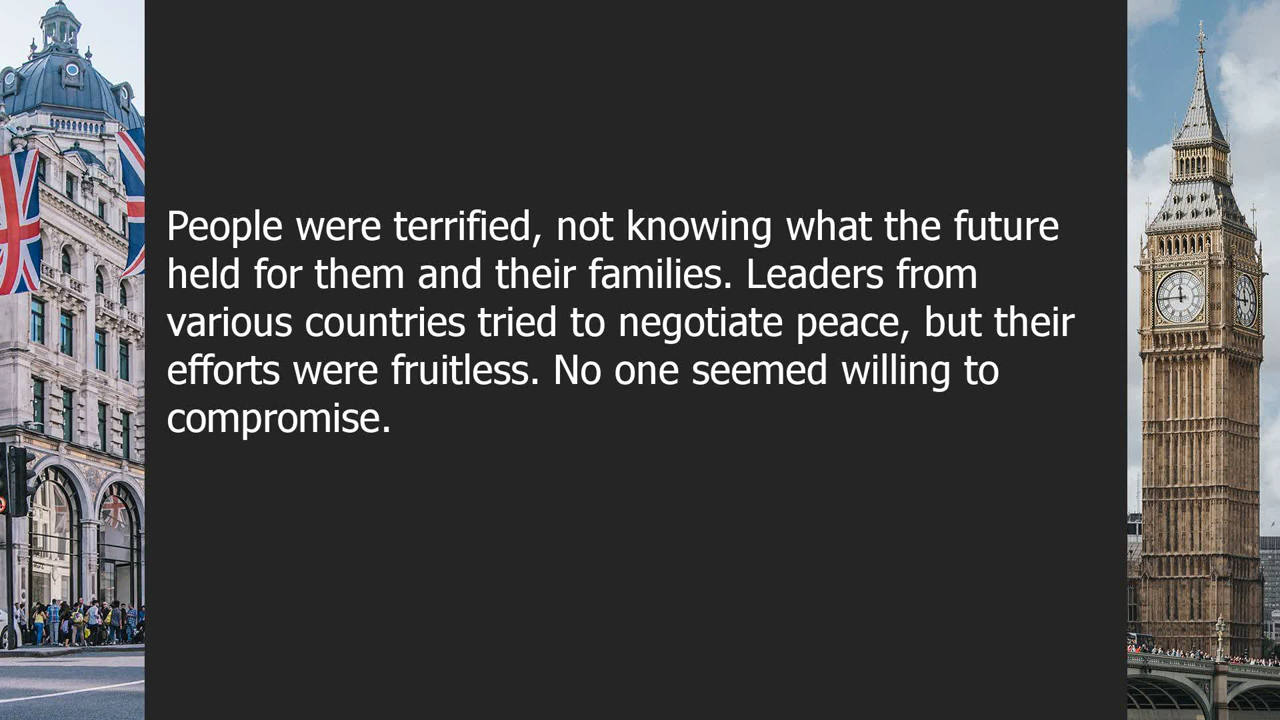 People were terrified, not knowing what the future
held for them and their families. Leaders from
various countries tried to negotiate peace, but their
efforts were fruitless. No one seemed willing to
compromise.